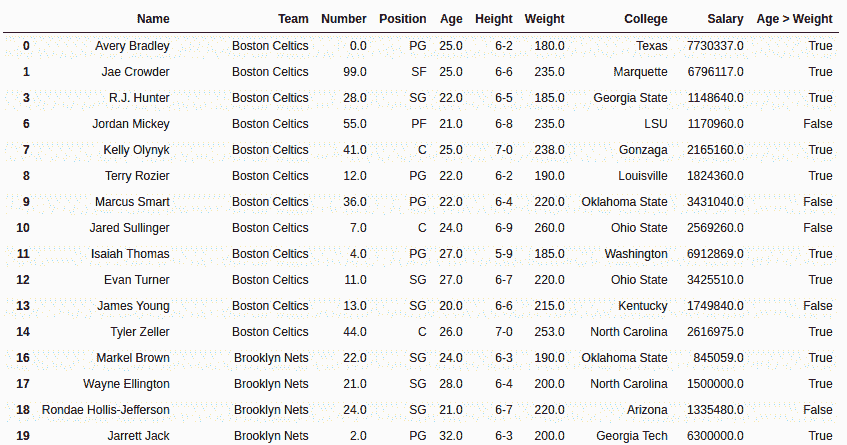 Name Team Number Position Age Height Weight College Salary Age > Weight
0 Avery Bradley Boston Celtics 0.0 PG 25.0 6-2 180.0 Texas 7730337.0 True
1 Jae Crowder Boston Celtics 99.0 SF 25.0 6-6 235.0 Marquette 6796117.0 True
3 R.J. Hunter Boston Celtics 28.0 SG 22.0 6-5 185.0 Georgia State 1148640.0 True
6 Jordan Mickey Boston Celtics 55.0 PF 21.0 6-8 235.0 LSU 1170960.0 False
7 Kelly Olynyk Boston Celtics 41.0 C 25.0 7-0 238.0 Gonzaga 2165160.0 True
8 Terry Rozier Boston Celtics 12.0 PG 22.0 6-2 190.0 Louisville 1824360.0 True
9 Marcus Smart Boston Celtics 36.0 PG 22.0 6-4 220.0 Oklahoma State 3431040.0 False
10 Jared Sullinger Boston Celtics 7.0 C 24.0 6-9 260.0 Ohio State 2569260.0 False
11 Isaiah Thomas Boston Celtics 4.0 PG 27.0 5-9 185.0 Washington 6912869.0 True
12 Evan Turner Boston Celtics 11.0 SG 27.0 6-7 220.0 Ohio State 3425510.0 True
13 James Young Boston Celtics 13.0 SG 20.0 6-6 215.0 Kentucky 1749840.0 False
14 Tyler Zeller Boston Celtics 44.0 C 26.0 7-0 253.0 North Carolina 2616975.0 True
16 Markel Brown Brooklyn Nets 22.0 SG 24.0 6-3 190.0 Oklahoma State 845059.0 True
17 Wayne Ellington Brooklyn Nets 21.0 SG 28.0 6-4 200.0 North Carolina 1500000.0 True
18 Rondae Hollis-Jefferson Brooklyn Nets 24.0 SG 21.0 6-7 220.0 Arizona 1335480.0 False
19 Jarrett Jack Brooklyn Nets 2.0 PG 32.0 6-3 200.0 Georgia Tech 6300000.0 True